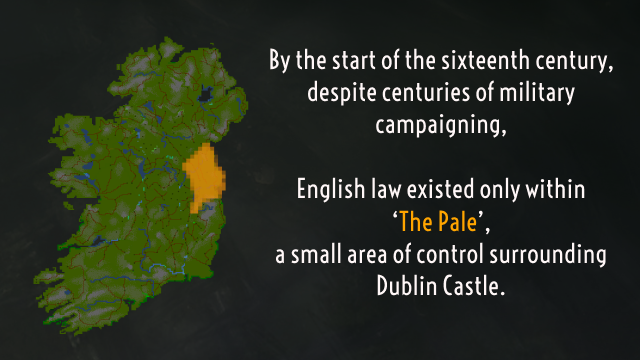 By the start of the sixteenth century,
despite centuries of military
campaigning,
English law existed only within
‘The Pale’,
a small area of control surrounding
Dublin Castle.